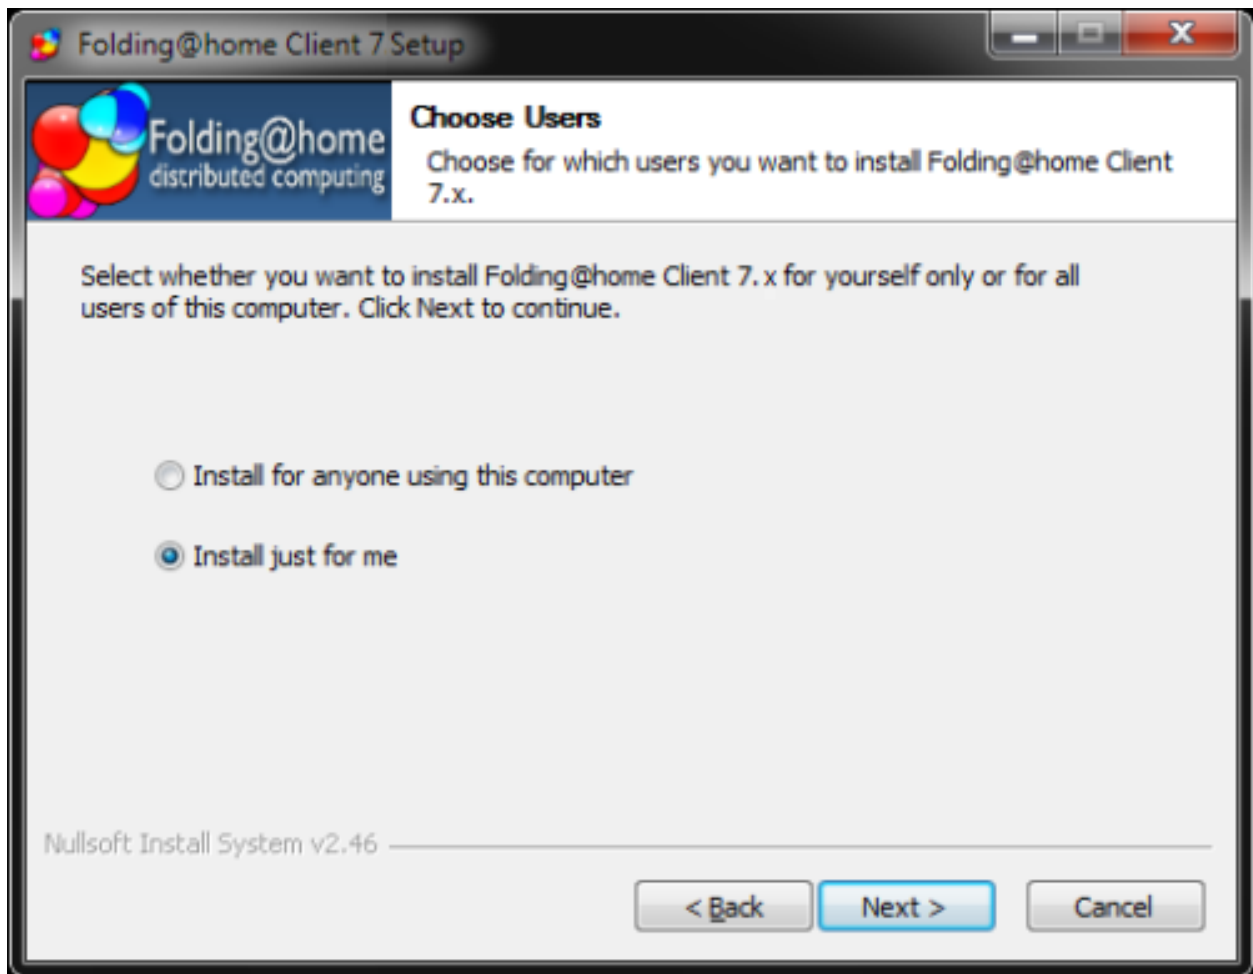 Folding@home Client 7 Setup
Folding@home
distributed computing
Choose Users
Choose for which users you want to install Folding@home Client
7.x.
Select whether you want to install Folding@home Client 7.x for yourself only or for all
users of this computer. Click Next to continue.
Install for anyone using this computer
Install just for me
Nullsoft Install System v2.46
< Back
Next >
Cancel